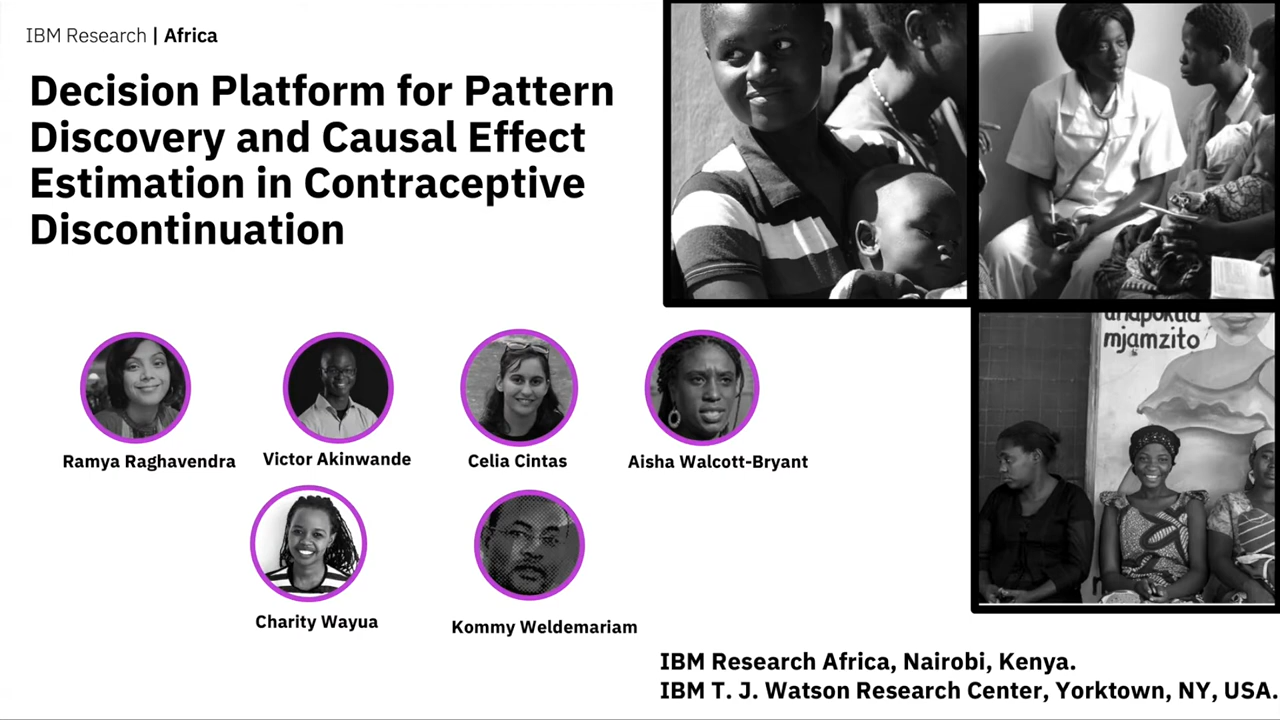 IBM Research | Africa
Decision Platform for Pattern
Discovery and Causal Effect
Estimation in Contraceptive
Discontinuation
Ramya Raghavendra
Victor Akinwande
Celia Cintas
Aisha Walcott-Bryant
Charity Wayua
Kommy Weldemariam
unapokua
mjamzito
IBM Research Africa, Nairobi, Kenya.
IBM T. J. Watson Research Center, Yorktown, NY, USA.